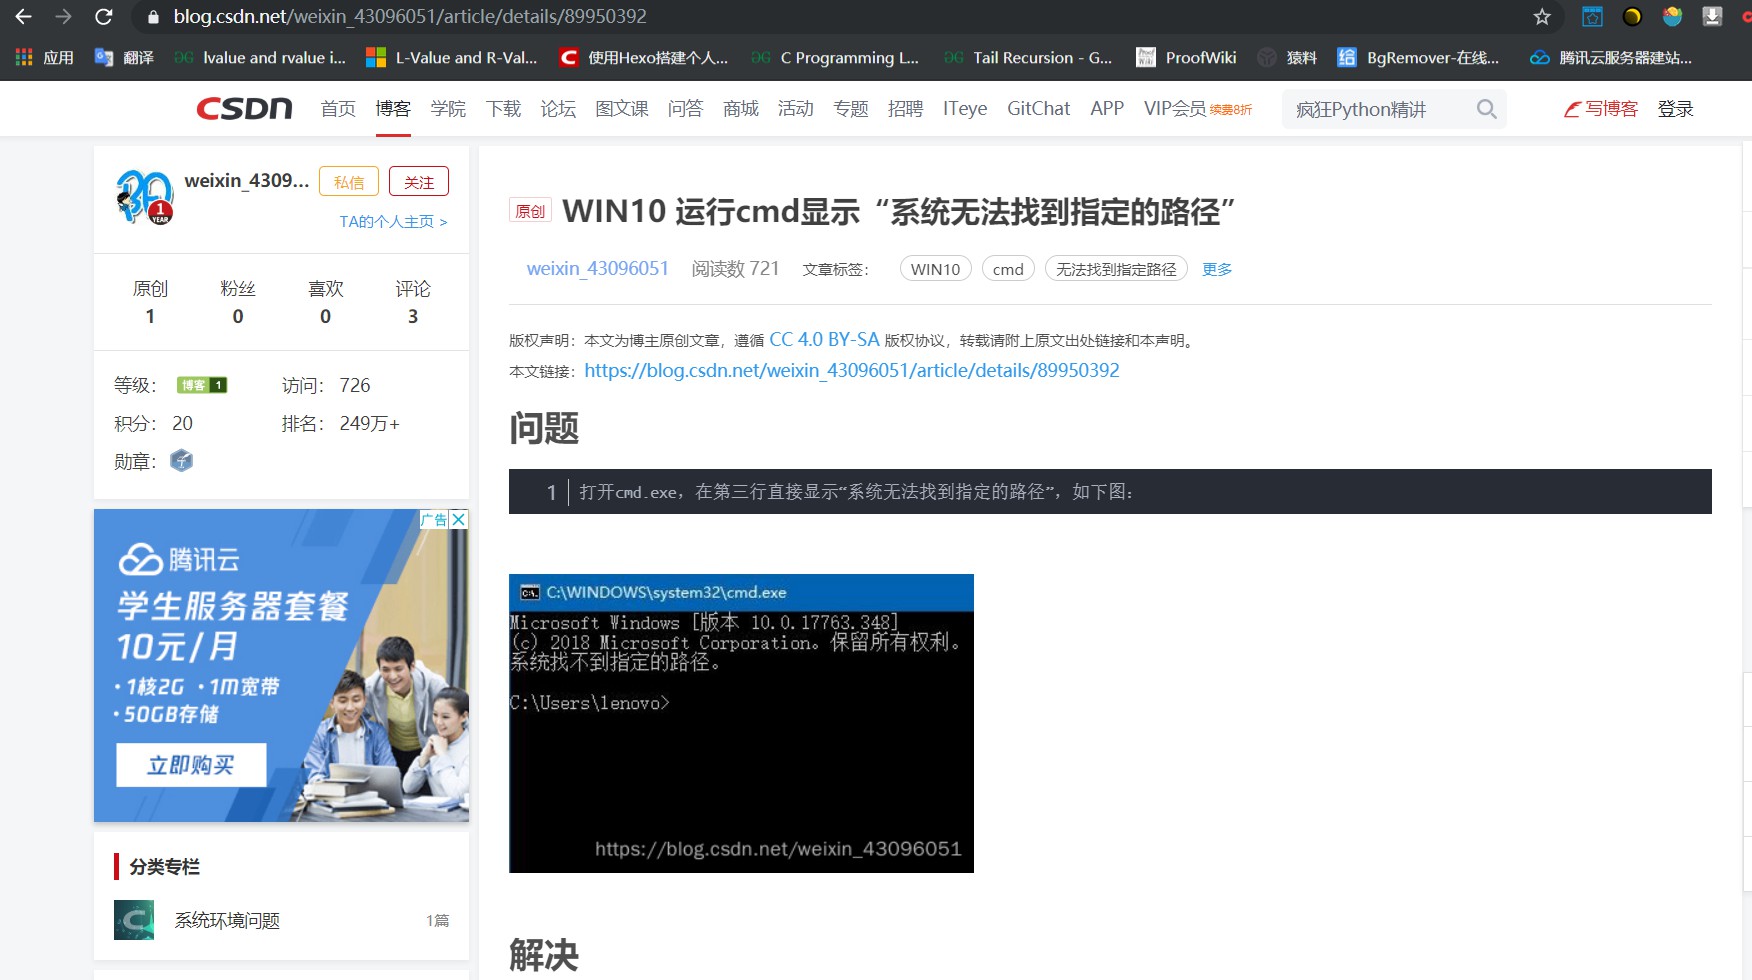 blog.csdn.net/weixin_43096051/article/details/89950392
应用 翻译 lvalue and rvalue i... L-Value and R-Val... 使用Hexo搭建个人... C Programming L... Tail Recursion - G... ProofWiki 猿料 BgRemover-在线... 腾讯云服务器建站...
CSDN 首页 博客 学院 下载 论坛 图文课 问答 商城 活动 专题 招聘 ITeye GitChat APP VIP会员 续费8折 疯狂Python精讲 写博客 登录
weixin_4309... 私信 关注
TA的个人主页 >
原创 粉丝 喜欢 评论
1 0 0 3
等级： 博客 1 访问： 726
积分： 20 排名： 249万+
勋章：
广告
腾讯云
学生服务器套餐
10元/月
·1核2G ·1M宽带
·50GB存储
立即购买
分类专栏
系统环境问题 1篇
原创 WIN10 运行cmd显示“系统无法找到指定的路径”
weixin_43096051 阅读数 721 文章标签： WIN10 cmd 无法找到指定路径 更多
版权声明：本文为博主原创文章，遵循 CC 4.0 BY-SA 版权协议，转载请附上原文出处链接和本声明。
本文链接：https://blog.csdn.net/weixin_43096051/article/details/89950392
问题
1 打开cmd.exe，在第三行直接显示“系统无法找到指定的路径”，如下图：
C:\WINDOWS\system32\cmd.exe
Microsoft Windows [版本 10.0.17763.348]
(c) 2018 Microsoft Corporation。保留所有权利。
系统找不到指定的路径。
C:\Users\lenovo>
https://blog.csdn.net/weixin_43096051
解决